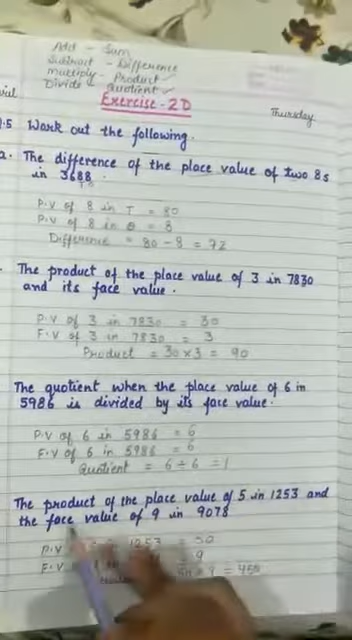 Add - Sum
Subtract - Difference
Multiply - Product
Divide - Quotient
Exercise - 2D
Thursday
.5 Work out the following.
a. The difference of the place value of two 8s
in 3688.
P.V of 8 in T = 80
P.V of 8 in O = 8
Difference = 80 - 8 = 72
The product of the place value of 3 in 7830
and its face value.
P.V of 3 in 7830 = 30
F.V of 3 in 7830 = 3
Product = 30 × 3 = 90
The quotient when the place value of 6 in
5986 is divided by its face value.
P.V of 6 in 5986 = 6
F.V of 6 in 5986 = 6
Quotient = 6 ÷ 6 = 1
The product of the place value of 5 in 1253 and
the face value of 9 in 9078
P.V 1253 = 50
F.V = 9
50 × 9 = 450